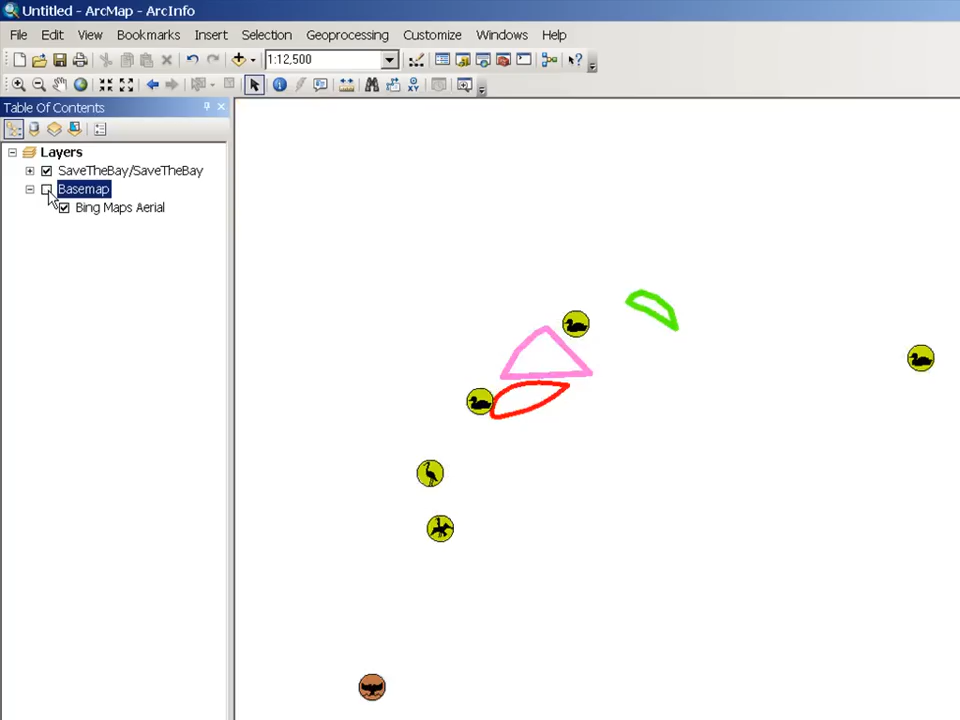 Untitled - ArcMap - ArcInfo
File Edit View Bookmarks Insert Selection Geoprocessing Customize Windows Help
1:12,500
Table Of Contents
Layers
SaveTheBay/SaveTheBay
Basemap
Bing Maps Aerial